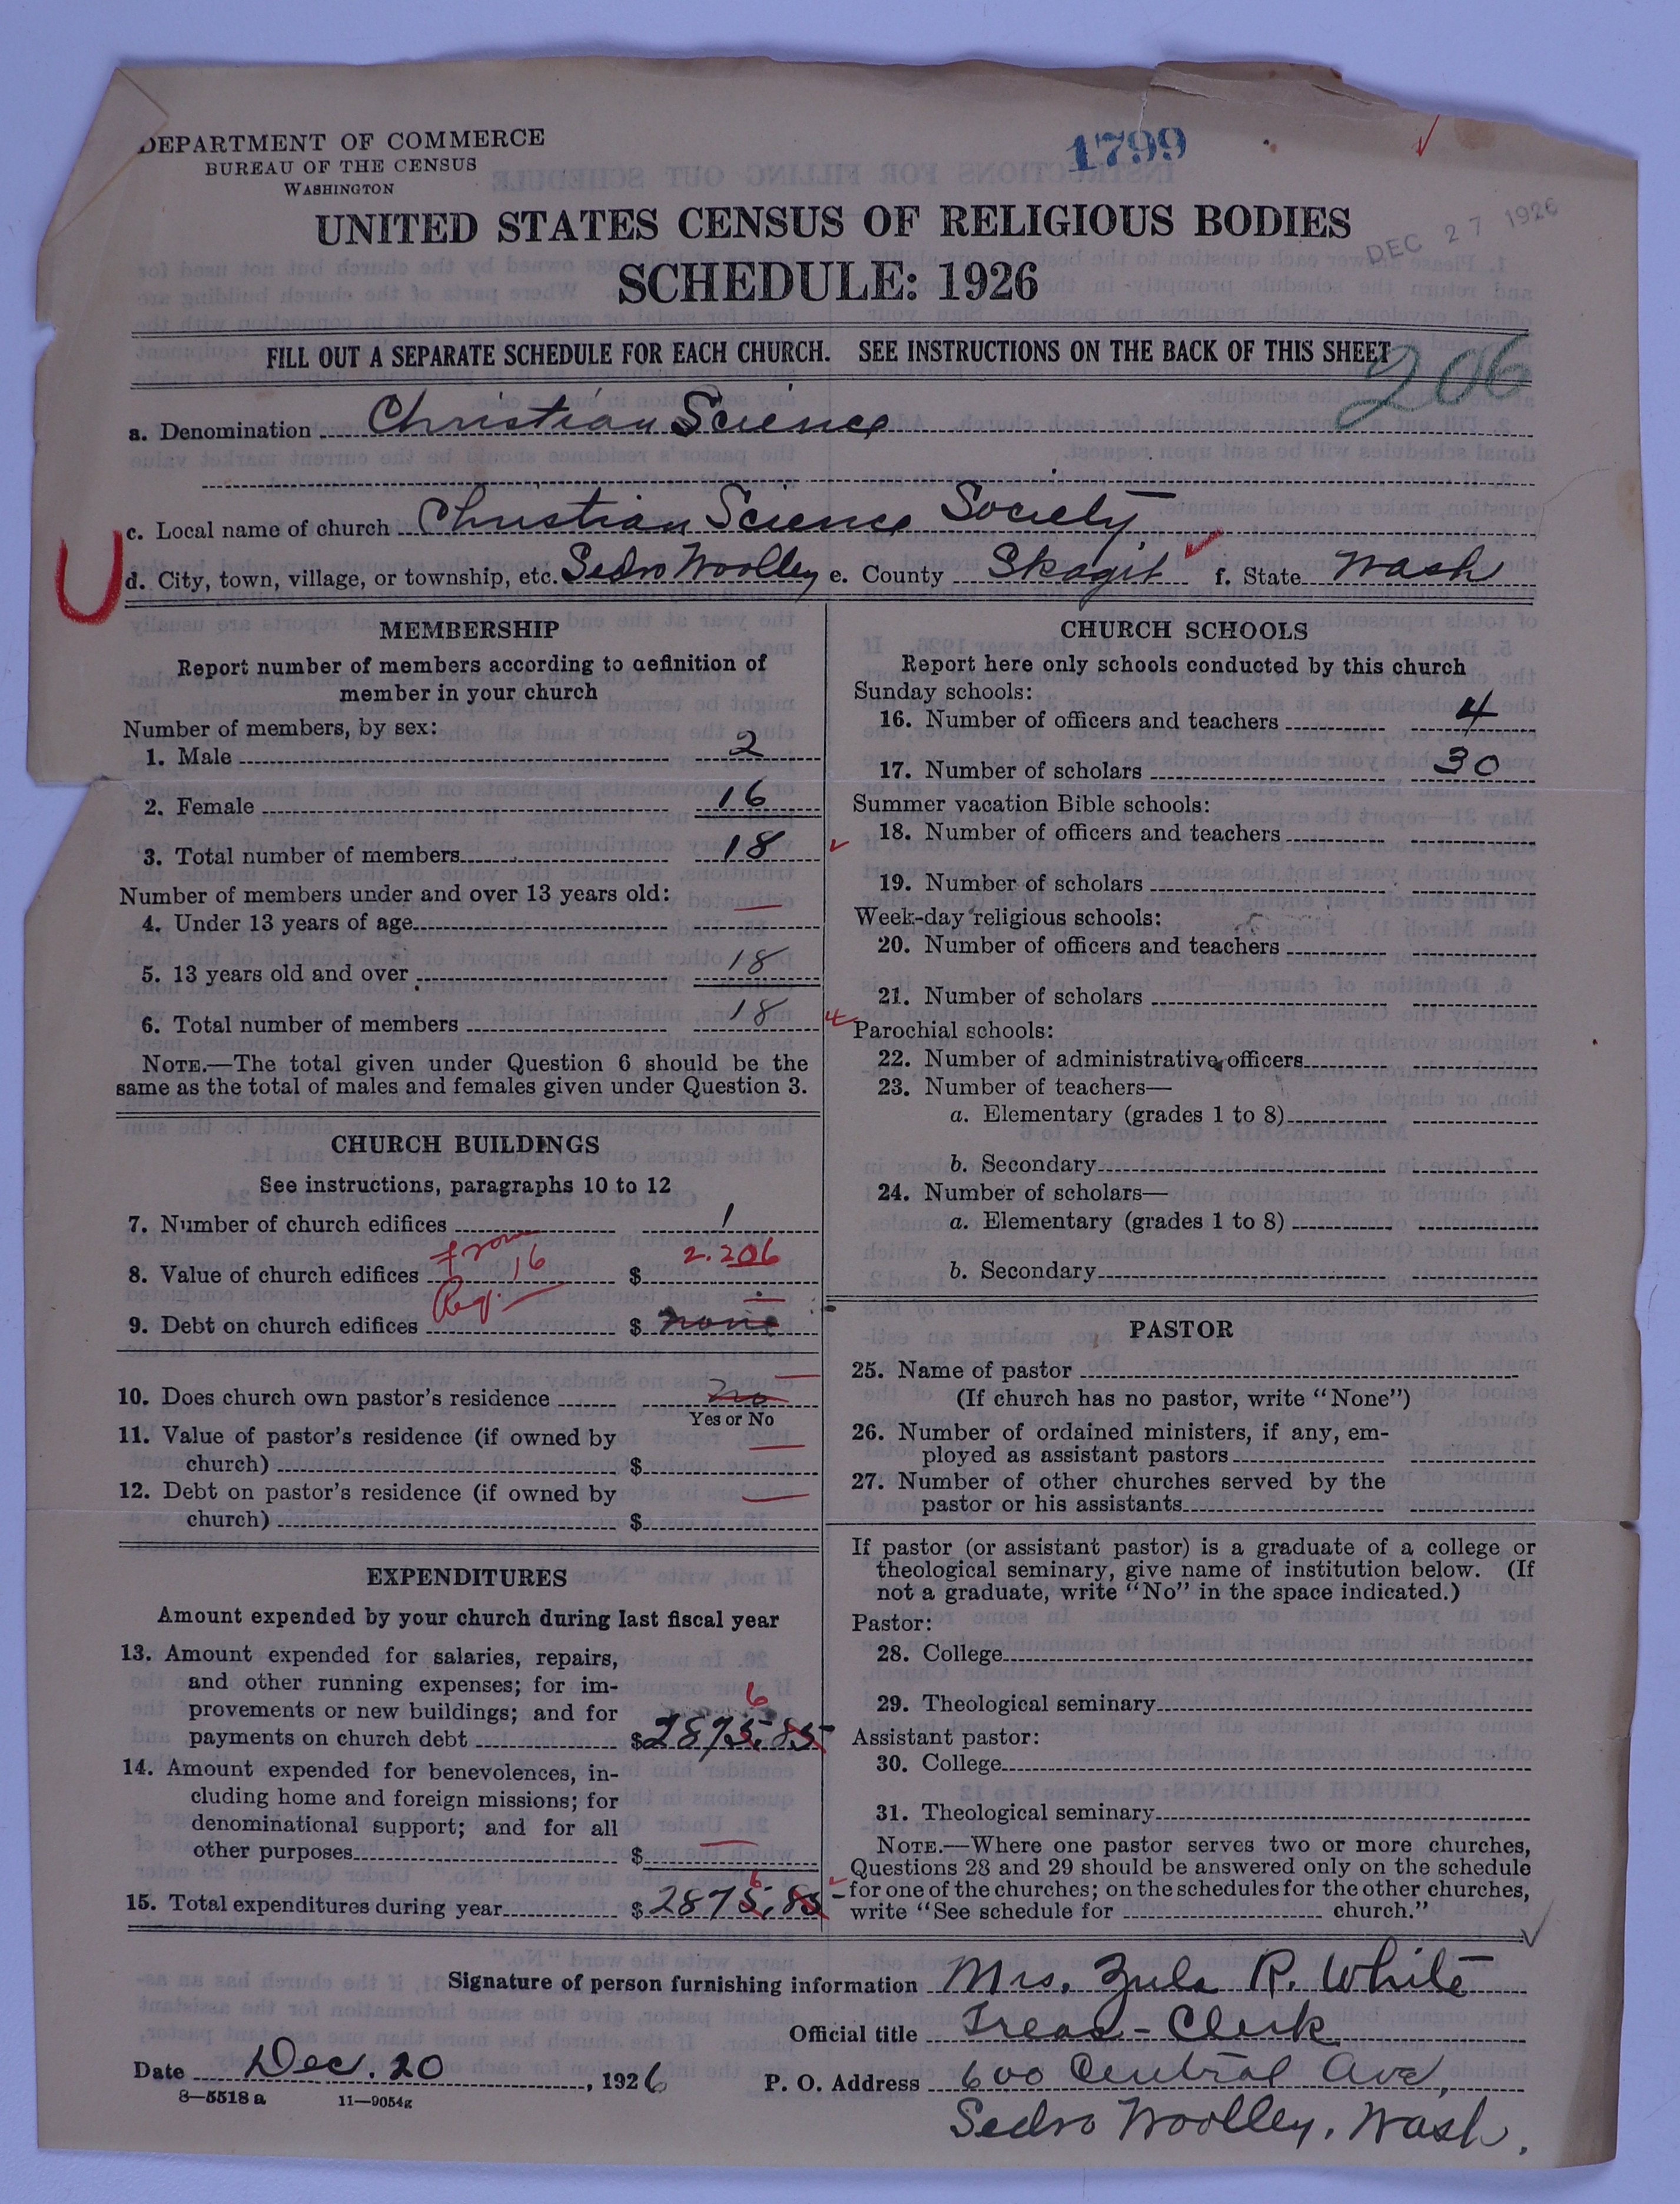 DEPARTMENT OF COMMERCE
BUREAU OF THE CENSUS
WASHINGTON
1799
UNITED STATES CENSUS OF RELIGIOUS BODIES
DEC 27 1926
SCHEDULE: 1926
FILL OUT A SEPARATE SCHEDULE FOR EACH CHURCH. SEE INSTRUCTIONS ON THE BACK OF THIS SHEET
206
a. Denomination Christian Science
c. Local name of church Christian Science Society
d. City, town, village, or township, etc. Sedro Woolley e. County Skagit f. State Wash
MEMBERSHIP
Report number of members according to definition of
member in your church
Number of members, by sex:
1. Male 2
2. Female 16
3. Total number of members 18
Number of members under and over 13 years old:
4. Under 13 years of age —
5. 13 years old and over 18
6. Total number of members 18
NOTE.—The total given under Question 6 should be the
same as the total of males and females given under Question 3.
CHURCH BUILDINGS
See instructions, paragraphs 10 to 12
7. Number of church edifices 1
from 16
8. Value of church edifices $ 2.206
9. Debt on church edifices $ none
10. Does church own pastor's residence no
Yes or No
11. Value of pastor's residence (if owned by
church) $ —
12. Debt on pastor's residence (if owned by
church) $ —
EXPENDITURES
Amount expended by your church during last fiscal year
13. Amount expended for salaries, repairs,
and other running expenses; for im-
provements or new buildings; and for
6
payments on church debt $2875.85
14. Amount expended for benevolences, in-
cluding home and foreign missions; for
denominational support; and for all
other purposes $ —
6
15. Total expenditures during year $ 2875.85
CHURCH SCHOOLS
Report here only schools conducted by this church
Sunday schools:
16. Number of officers and teachers 4
17. Number of scholars 30
Summer vacation Bible schools:
18. Number of officers and teachers
19. Number of scholars
Week-day religious schools:
20. Number of officers and teachers
21. Number of scholars
Parochial schools:
22. Number of administrative officers
23. Number of teachers—
a. Elementary (grades 1 to 8)
b. Secondary
24. Number of scholars—
a. Elementary (grades 1 to 8)
b. Secondary
PASTOR
25. Name of pastor
(If church has no pastor, write "None")
26. Number of ordained ministers, if any, em-
ployed as assistant pastors
27. Number of other churches served by the
pastor or his assistants
If pastor (or assistant pastor) is a graduate of a college or
theological seminary, give name of institution below. (If
not a graduate, write "No" in the space indicated.)
Pastor:
28. College
29. Theological seminary
Assistant pastor:
30. College
31. Theological seminary
NOTE.—Where one pastor serves two or more churches,
Questions 28 and 29 should be answered only on the schedule
for one of the churches; on the schedules for the other churches,
write "See schedule for church."
Signature of person furnishing information Mrs. Zula R. White
Official title Treas - Clerk
Date Dec. 20, 1926 P. O. Address 600 Central Ave,
8—5518 a 11—9054g
Sedro Woolley, Wash.